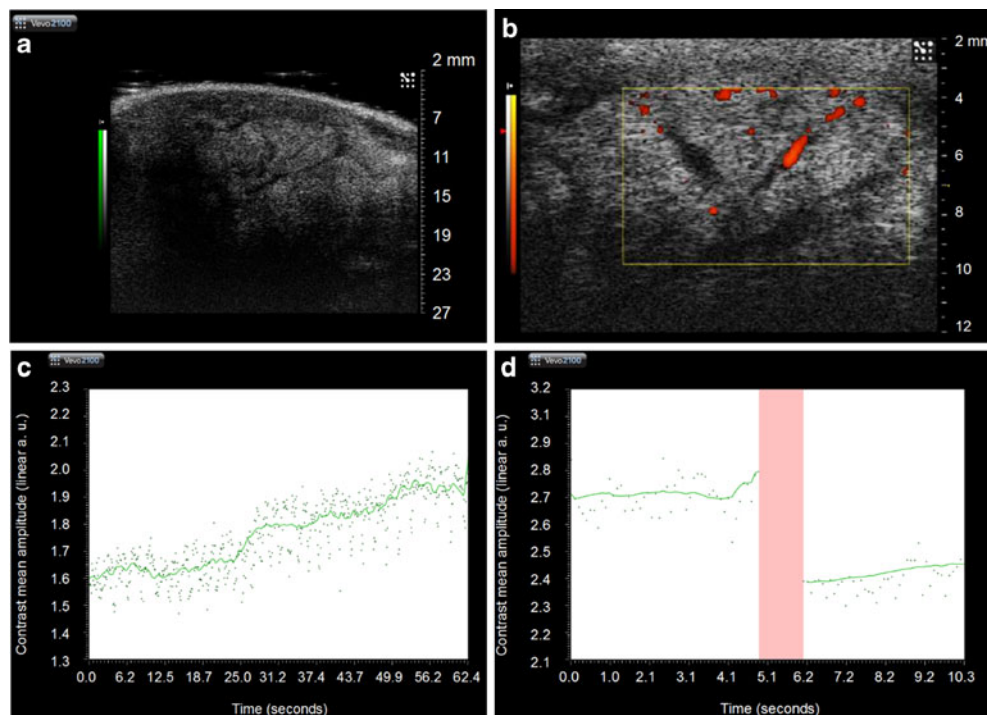 Vevo2100
a
2 mm
7
11
15
19
23
27
b
2 mm
4
6
8
10
12
Vevo2100
c
Contrast mean amplitude (linear a. u.)
2.3
2.2
2.1
2.0
1.9
1.8
1.7
1.6
1.5
1.4
1.3
0.0 6.2 12.5 18.7 25.0 31.2 37.4 43.7 49.9 56.2 62.4
Time (seconds)
Vevo2100
d
Contrast mean amplitude (linear a. u.)
3.2
3.1
2.9
2.8
2.7
2.6
2.5
2.4
2.3
2.2
2.1
0.0 1.0 2.1 3.1 4.1 5.1 6.2 7.2 8.2 9.2 10.3
Time (seconds)